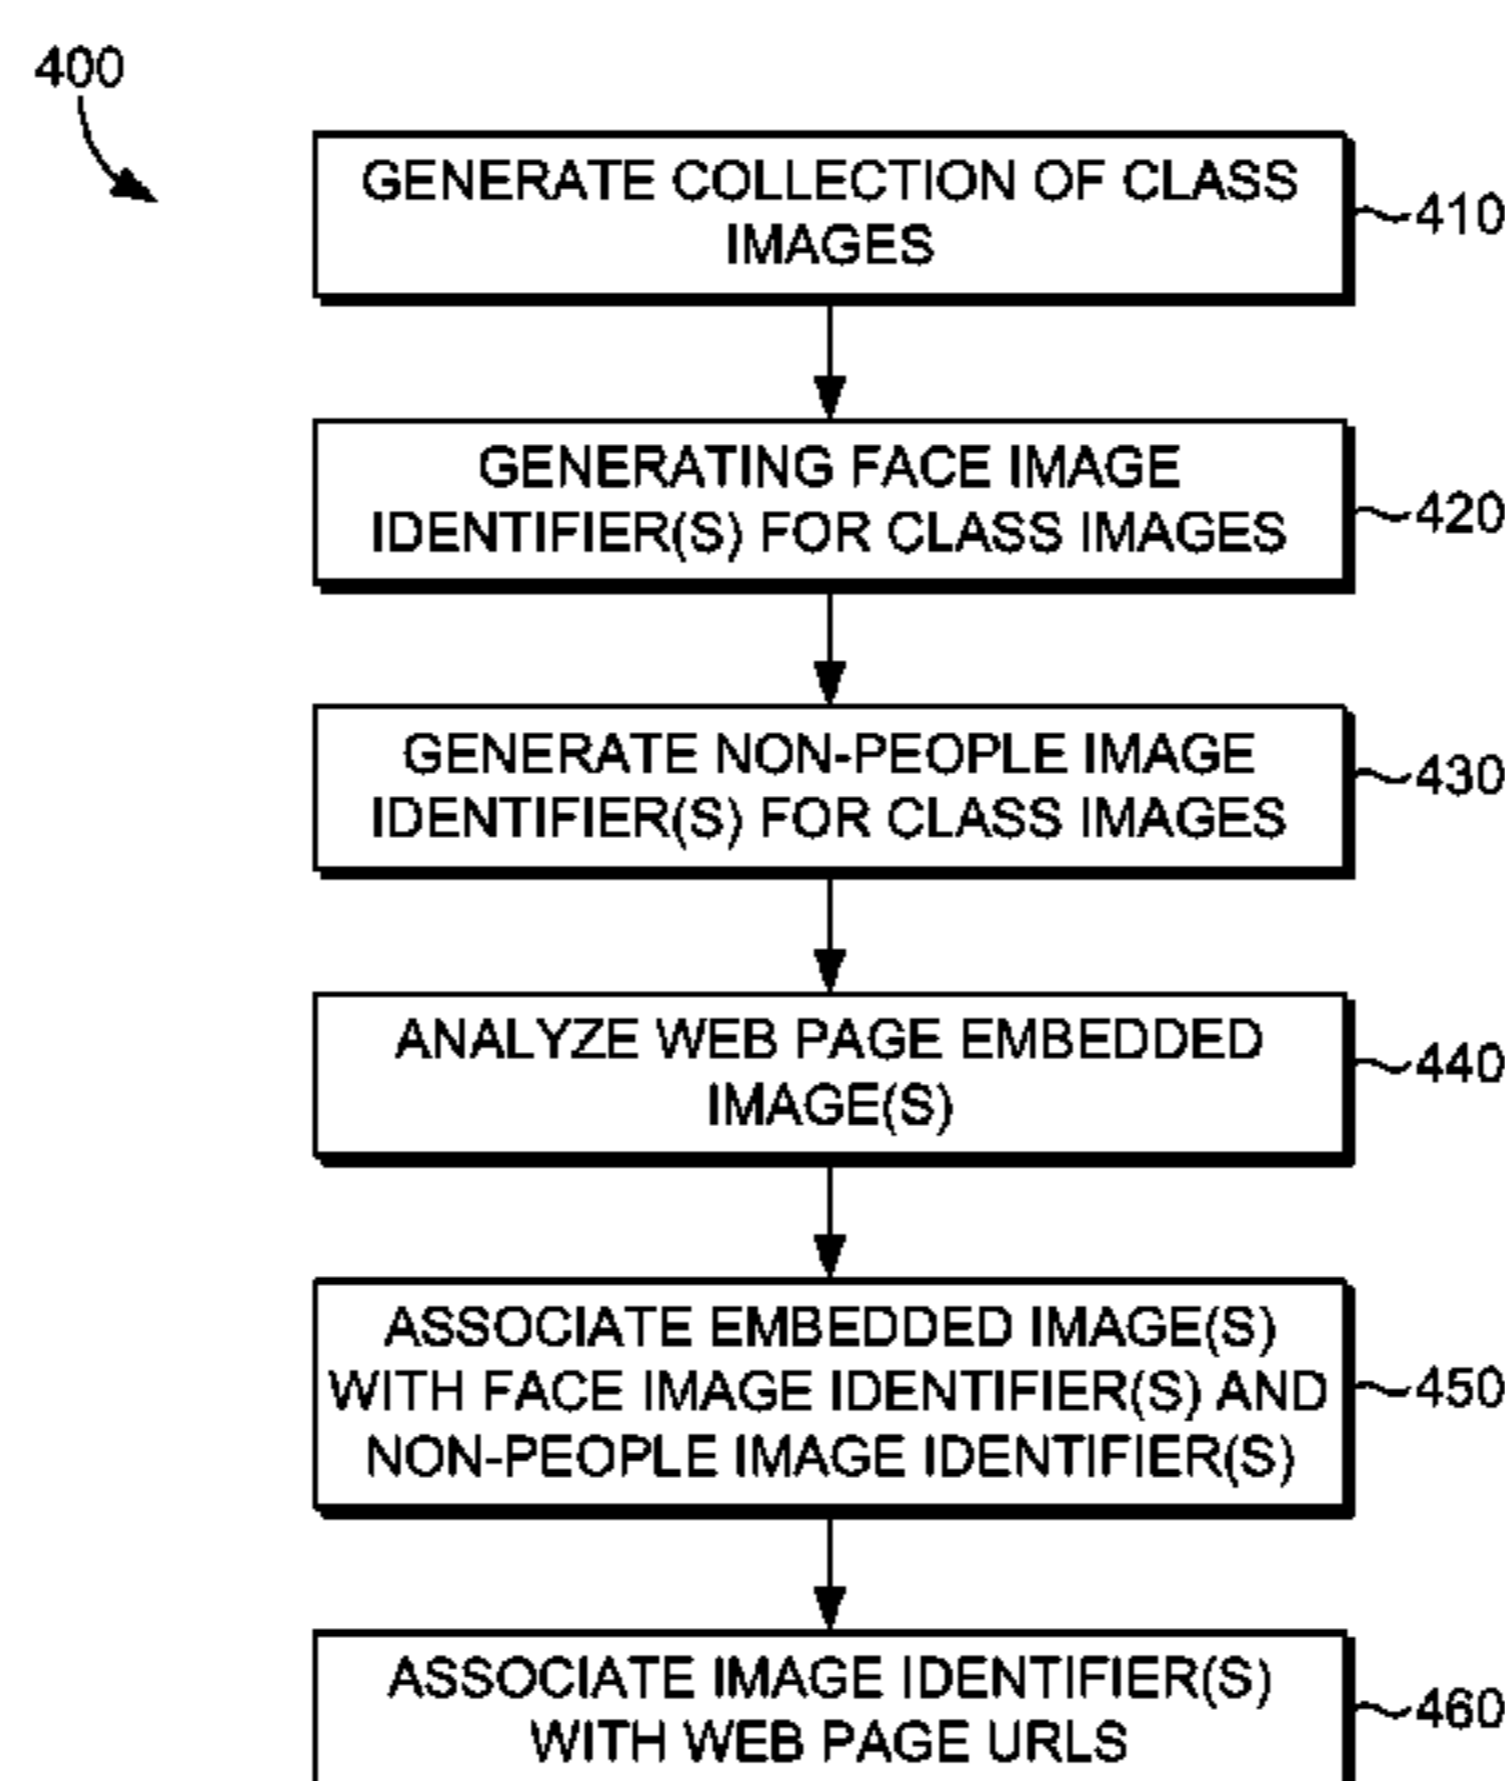 400
GENERATE COLLECTION OF CLASS
IMAGES
410
GENERATING FACE IMAGE
IDENTIFIER(S) FOR CLASS IMAGES
420
GENERATE NON-PEOPLE IMAGE
IDENTIFIER(S) FOR CLASS IMAGES
430
ANALYZE WEB PAGE EMBEDDED
IMAGE(S)
440
ASSOCIATE EMBEDDED IMAGE(S)
WITH FACE IMAGE IDENTIFIER(S) AND
NON-PEOPLE IMAGE IDENTIFIER(S)
450
ASSOCIATE IMAGE IDENTIFIER(S)
WITH WEB PAGE URLS
460